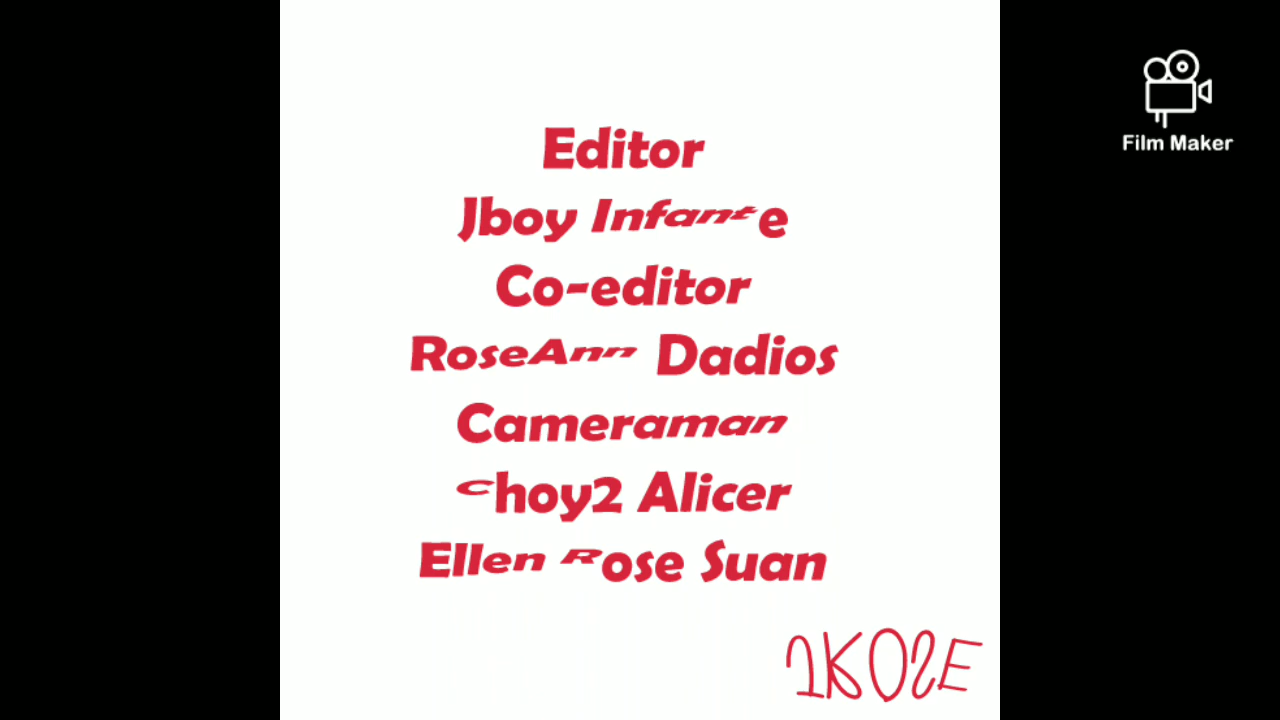 Film Maker
Editor
Jboy Infante
Co-editor
RoseAnn Dadios
Cameraman
Choy2 Alicer
Ellen Rose Suan